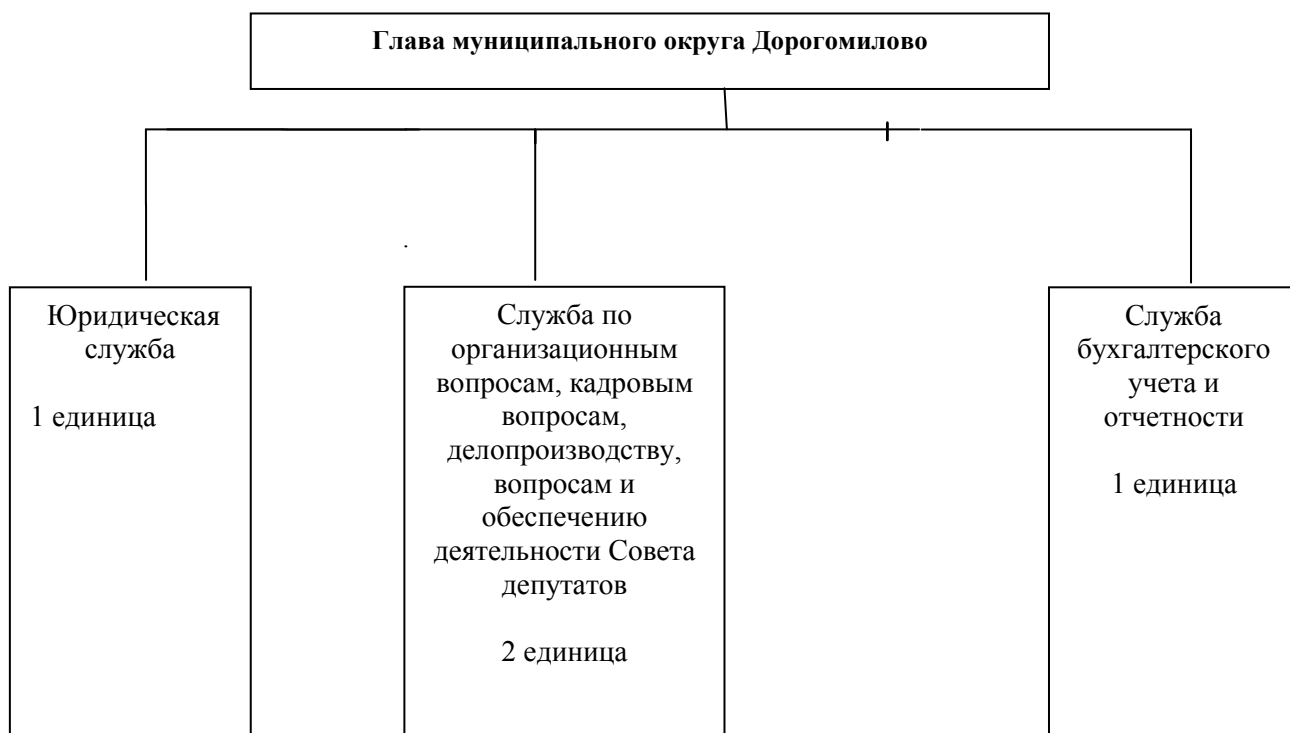 Глава муниципального округа Дорогомилово
Юридическая
служба
1 единица
Служба по
организационным
вопросам, кадровым
вопросам,
делопроизводству,
вопросам и
обеспечению
деятельности Совета
депутатов
2 единица
Служба
бухгалтерского
учета и
отчетности
1 единица